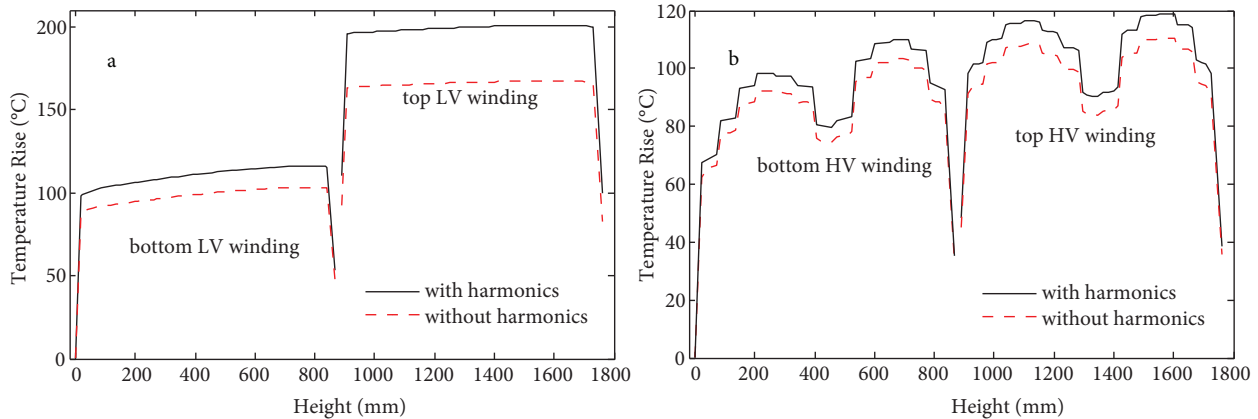 200
a
top LV winding
150
100
bottom LV winding
50
with harmonics
without harmonics
0
0 200 400 600 800 1000 1200 1400 1600 1800
Height (mm)
Temperature Rise (°C)
120
b
100
80
bottom HV winding
top HV winding
60
40
with harmonics
20
without harmonics
0
0 200 400 600 800 1000 1200 1400 1600 1800
Height (mm)
Temperature Rise (°C)